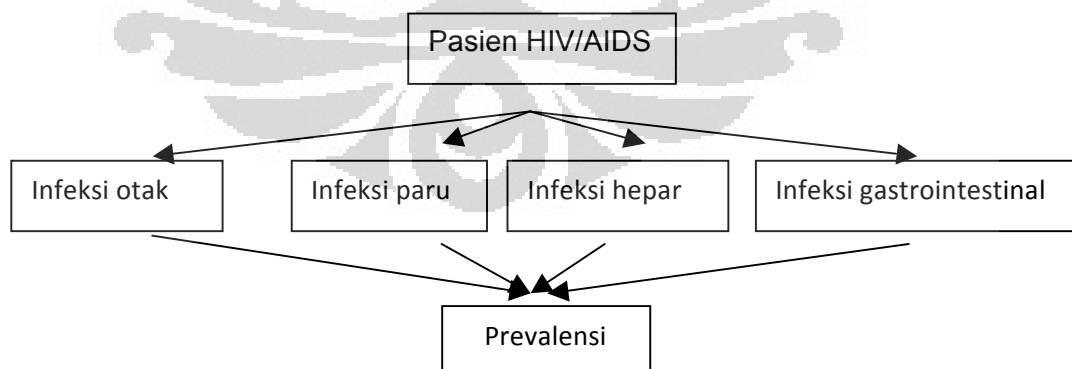 Pasien HIV/AIDS
Infeksi otak
Infeksi paru
Infeksi hepar
Infeksi gastrointestinal
Prevalensi